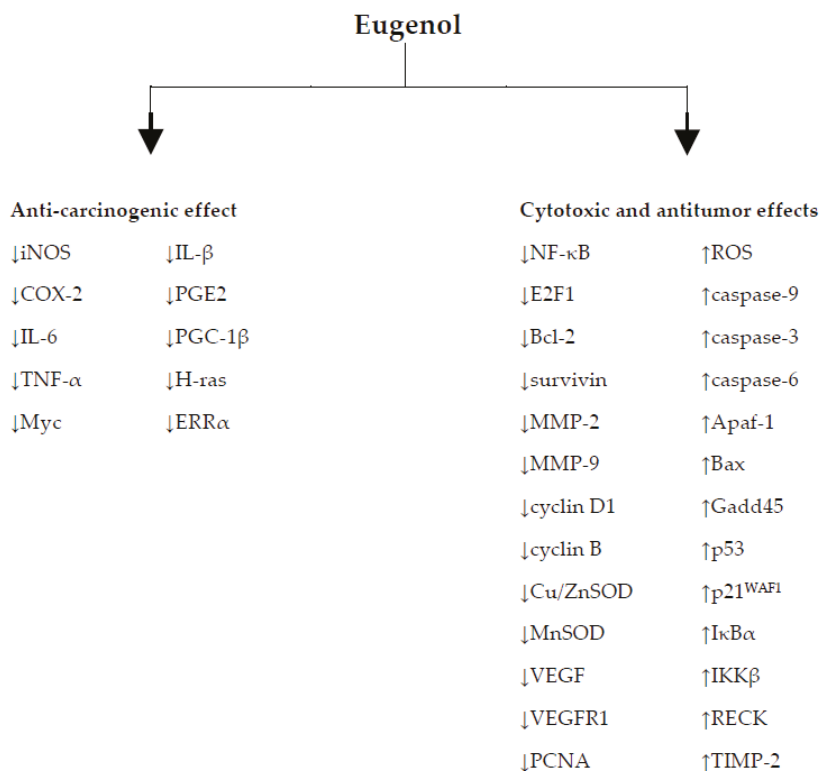 Eugenol
Anti-carcinogenic effect
↓iNOS ↓IL-β
↓COX-2 ↓PGE2
↓IL-6 ↓PGC-1β
↓TNF-α ↓H-ras
↓Myc ↓ERRα
Cytotoxic and antitumor effects
↓NF-κB ↑ROS
↓E2F1 ↑caspase-9
↓Bcl-2 ↑caspase-3
↓survivin ↑caspase-6
↓MMP-2 ↑Apaf-1
↓MMP-9 ↑Bax
↓cyclin D1 ↑Gadd45
↓cyclin B ↑p53
↓Cu/ZnSOD ↑p21WAF1
↓MnSOD ↑IκBα
↓VEGF ↑IKKβ
↓VEGFR1 ↑RECK
↓PCNA ↑TIMP-2